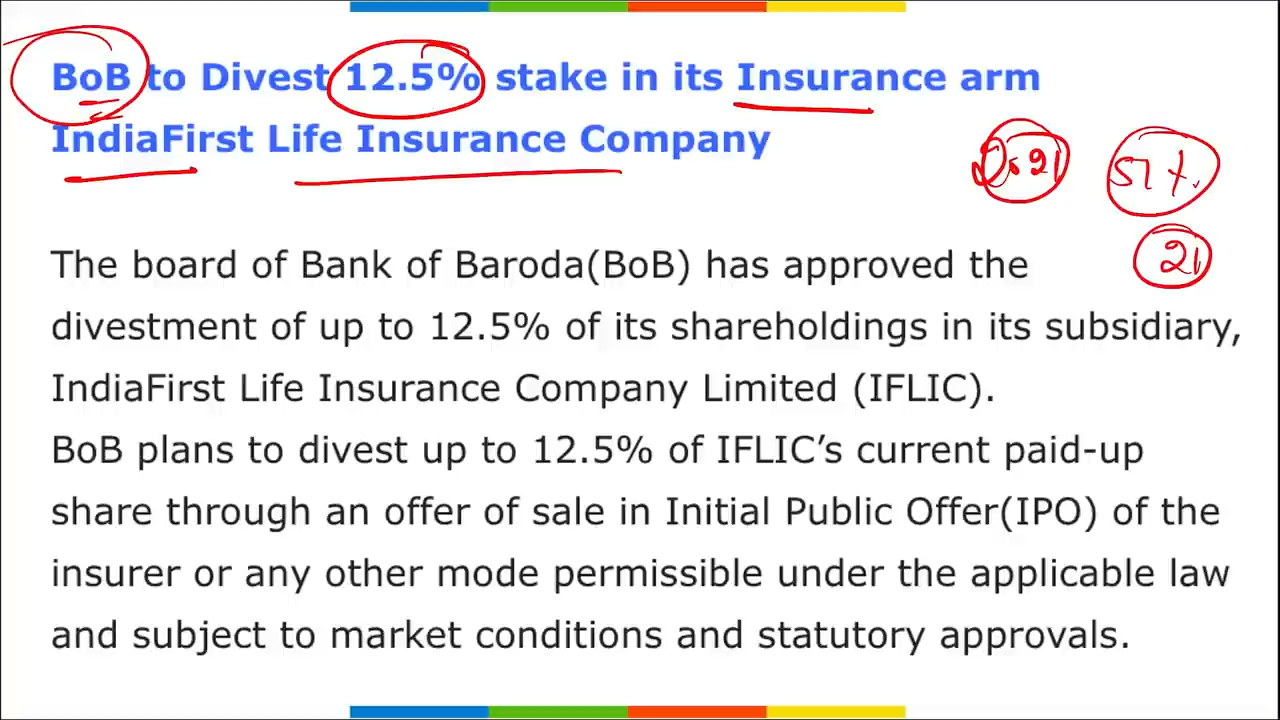 BoB to Divest 12.5% stake in its Insurance arm
IndiaFirst Life Insurance Company
51%
21
The board of Bank of Baroda(BoB) has approved the
divestment of up to 12.5% of its shareholdings in its subsidiary,
IndiaFirst Life Insurance Company Limited (IFLIC).
BoB plans to divest up to 12.5% of IFLIC’s current paid-up
share through an offer of sale in Initial Public Offer(IPO) of the
insurer or any other mode permissible under the applicable law
and subject to market conditions and statutory approvals.